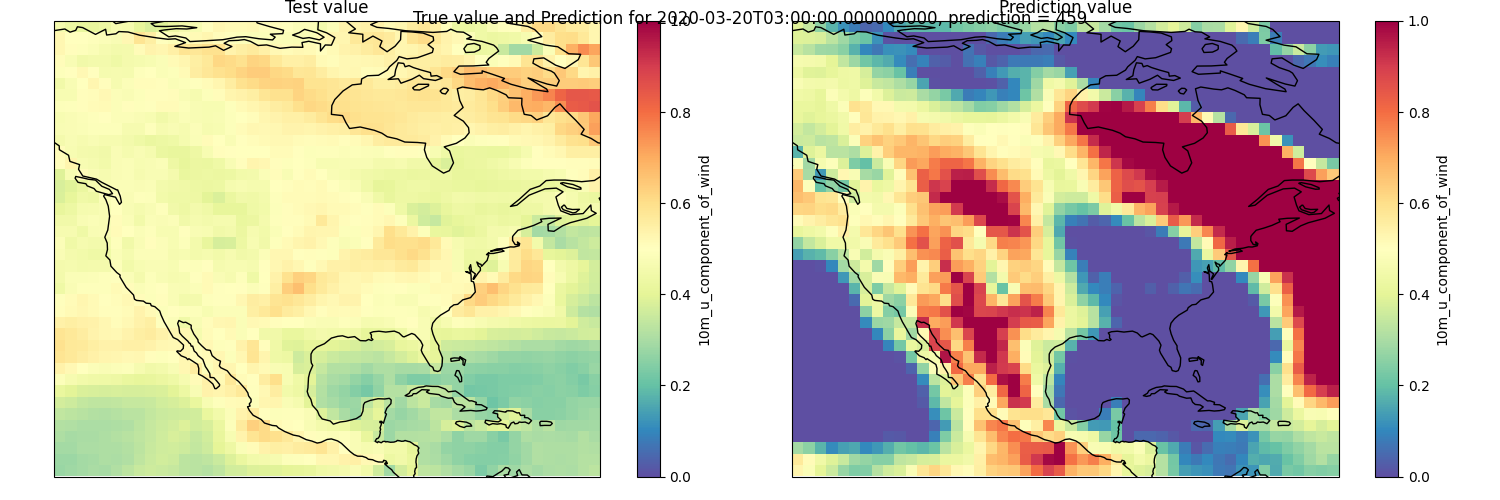 Test value
Prediction value
True value and Prediction for 2020-03-20T03:00:00.000000000, prediction = 459
1.0
0.8
0.6
0.4
0.2
0.0
10m_u_component_of_wind
1.0
0.8
0.6
0.4
0.2
0.0
10m_u_component_of_wind